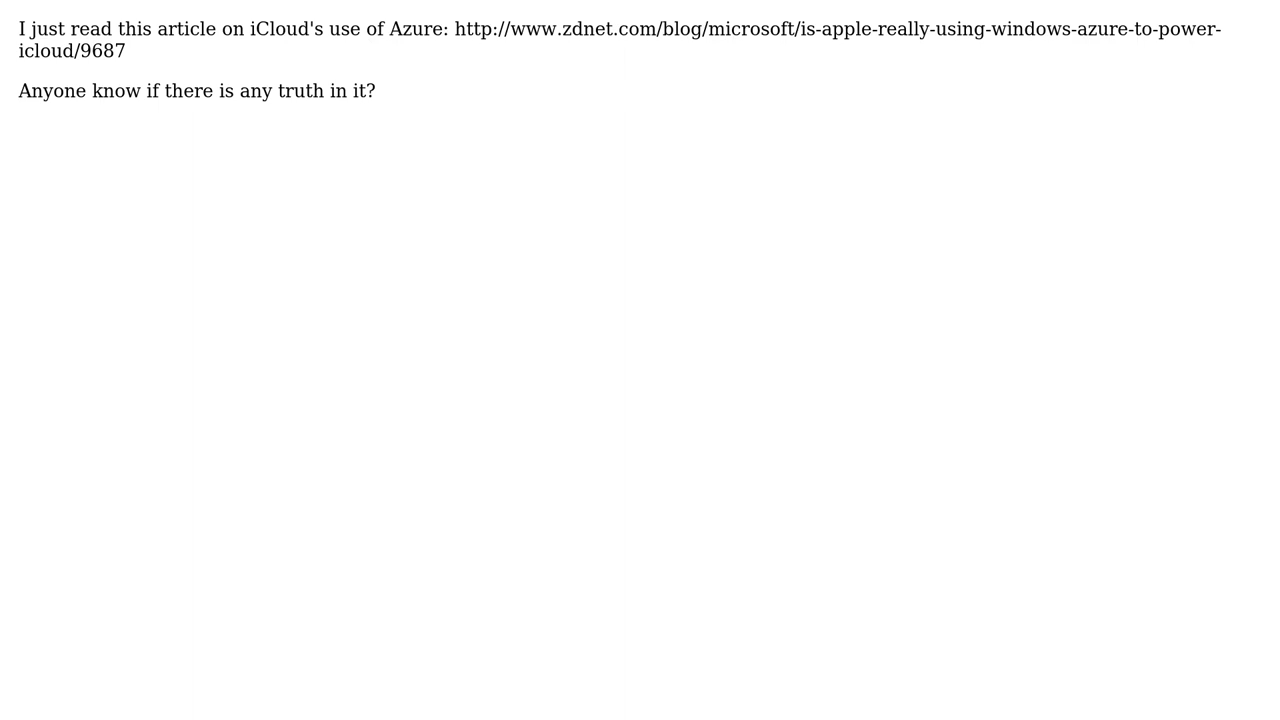 I just read this article on iCloud's use of Azure: http://www.zdnet.com/blog/microsoft/is-apple-really-using-windows-azure-to-power-
icloud/9687
Anyone know if there is any truth in it?